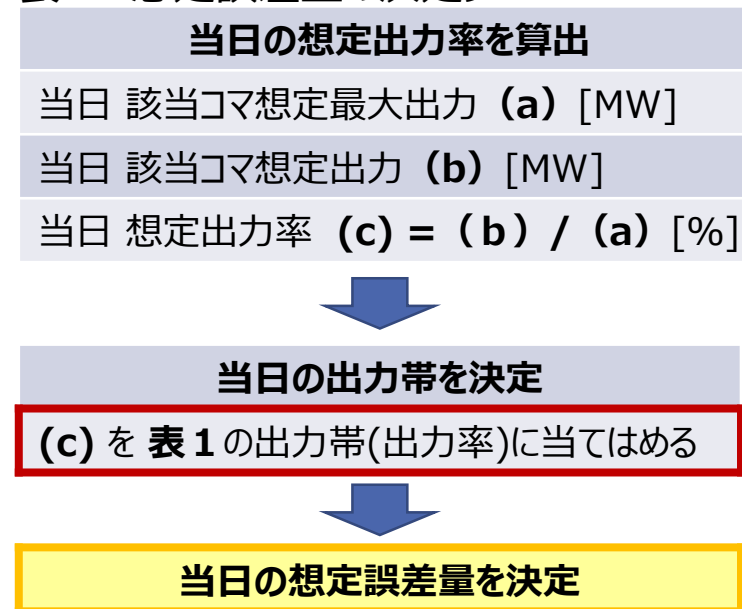 当日の想定出力率を算出
当日 該当コマ想定最大出力（a）[MW]
当日 該当コマ想定出力（b）[MW]
当日 想定出力率 (c) =（ｂ）/（a）[%]
当日の出力帯を決定
(c) を 表１の出力帯(出力率)に当てはめる
当日の想定誤差量を決定